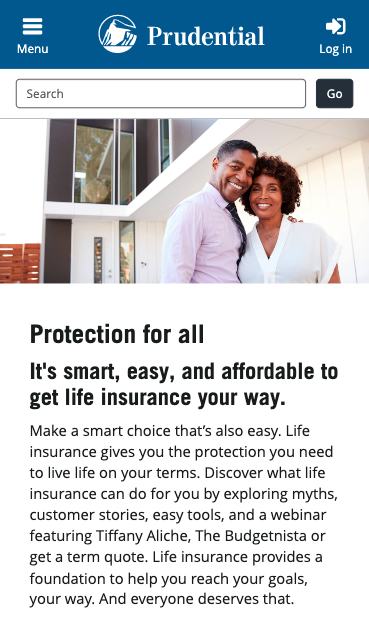 Menu
Prudential
Log in
Search
Go
Protection for all
It's smart, easy, and affordable to
get life insurance your way.
Make a smart choice that’s also easy. Life
insurance gives you the protection you need
to live life on your terms. Discover what life
insurance can do for you by exploring myths,
customer stories, easy tools, and a webinar
featuring Tiffany Aliche, The Budgetnista or
get a term quote. Life insurance provides a
foundation to help you reach your goals,
your way. And everyone deserves that.